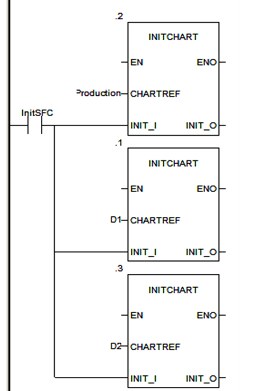 .2
INITCHART
EN ENO
Production CHARTREF
InitSFC
INIT_I INIT_O
.1
INITCHART
EN ENO
D1 CHARTREF
INIT_I INIT_O
.3
INITCHART
EN ENO
D2 CHARTREF
INIT_I INIT_O